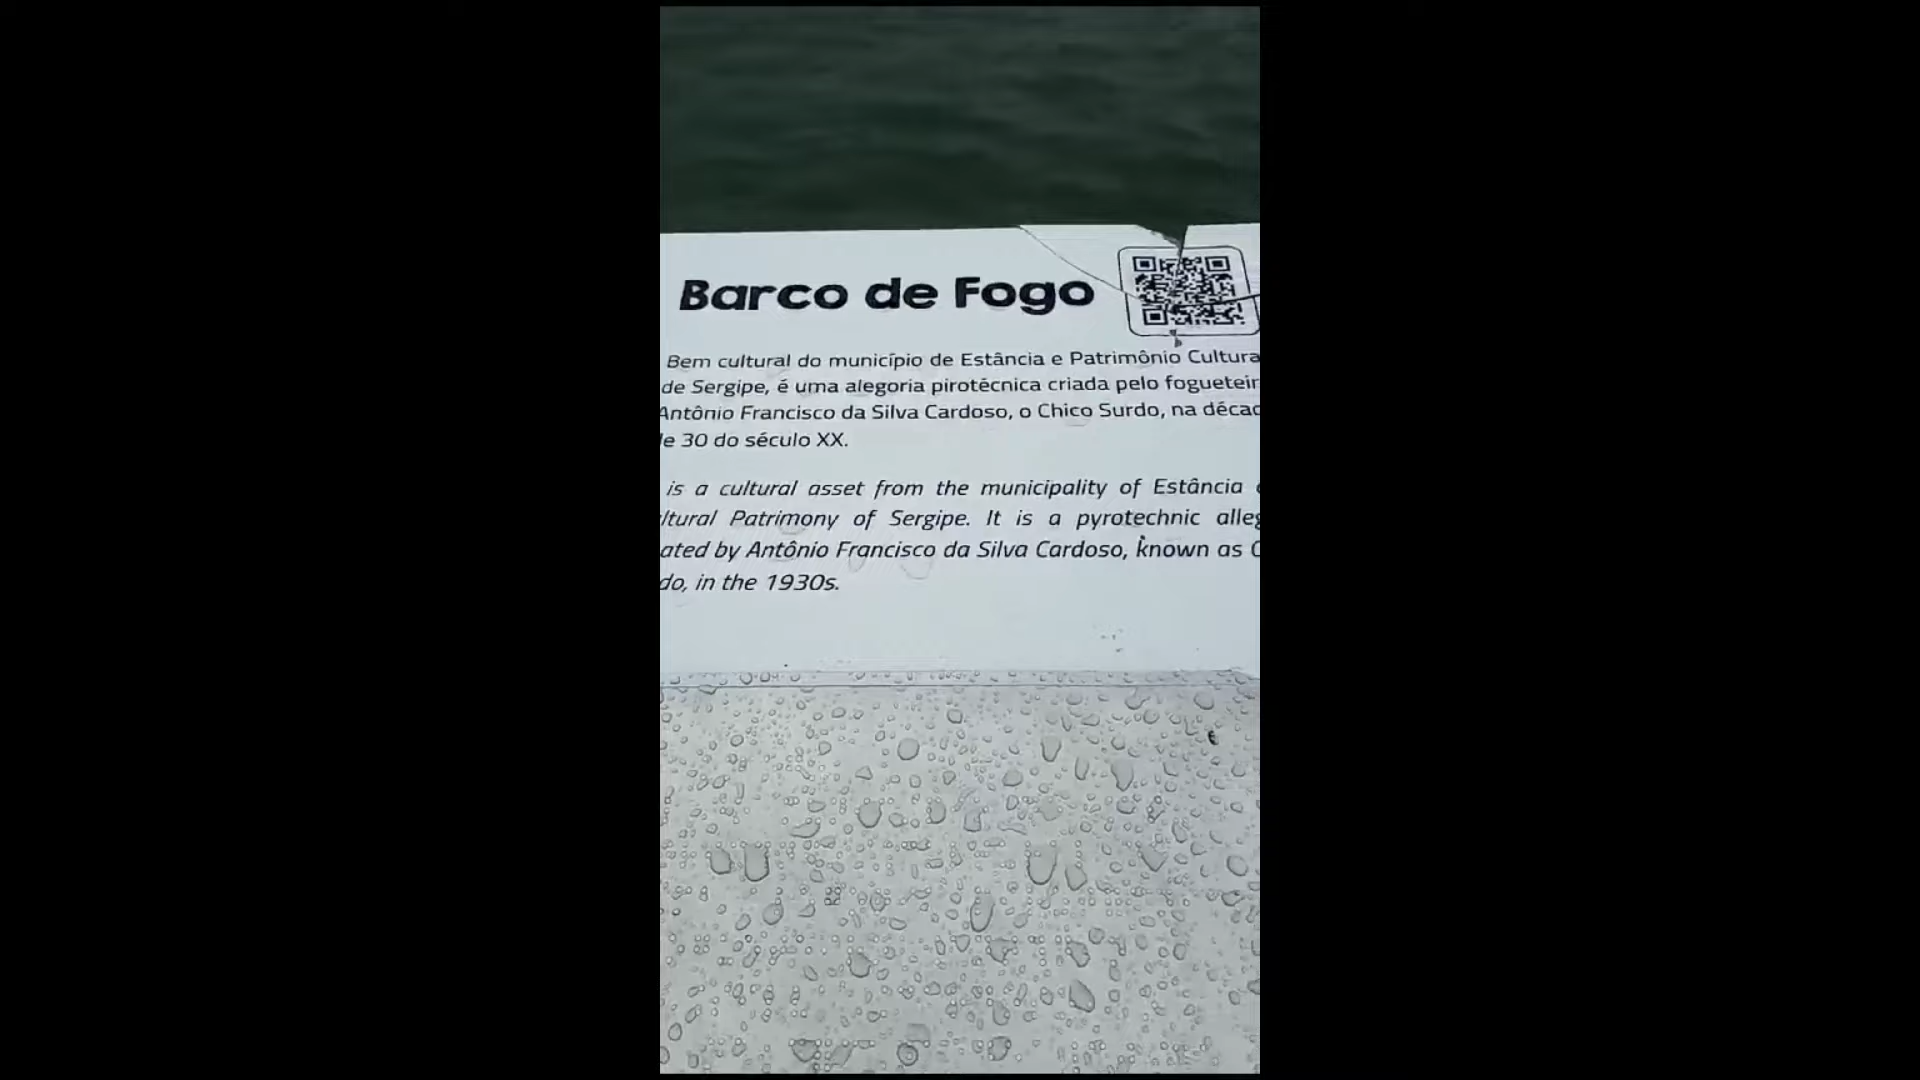 Barco de Fogo
Bem cultural do município de Estância e Patrimônio Cultura
de Sergipe, é uma alegoria pirotécnica criada pelo fogueteir
Antônio Francisco da Silva Cardoso, o Chico Surdo, na décad
de 30 do século XX.
is a cultural asset from the municipality of Estância
ltural Patrimony of Sergipe. It is a pyrotechnic alleg
ated by Antônio Francisco da Silva Cardoso, known as C
do, in the 1930s.